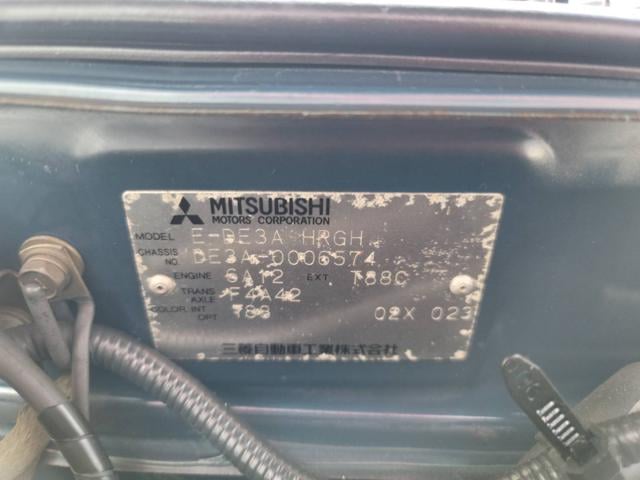 MITSUBISHI
MOTORS CORPORATION
MODEL E-DE3A HRGH
CHASSIS NO. DE3A-0006574
ENGINE 6A12 EXT T88C
TRANS AXLE F4A42
COLOR, INT OPT 78S 02X 023
三菱自動車工業株式会社